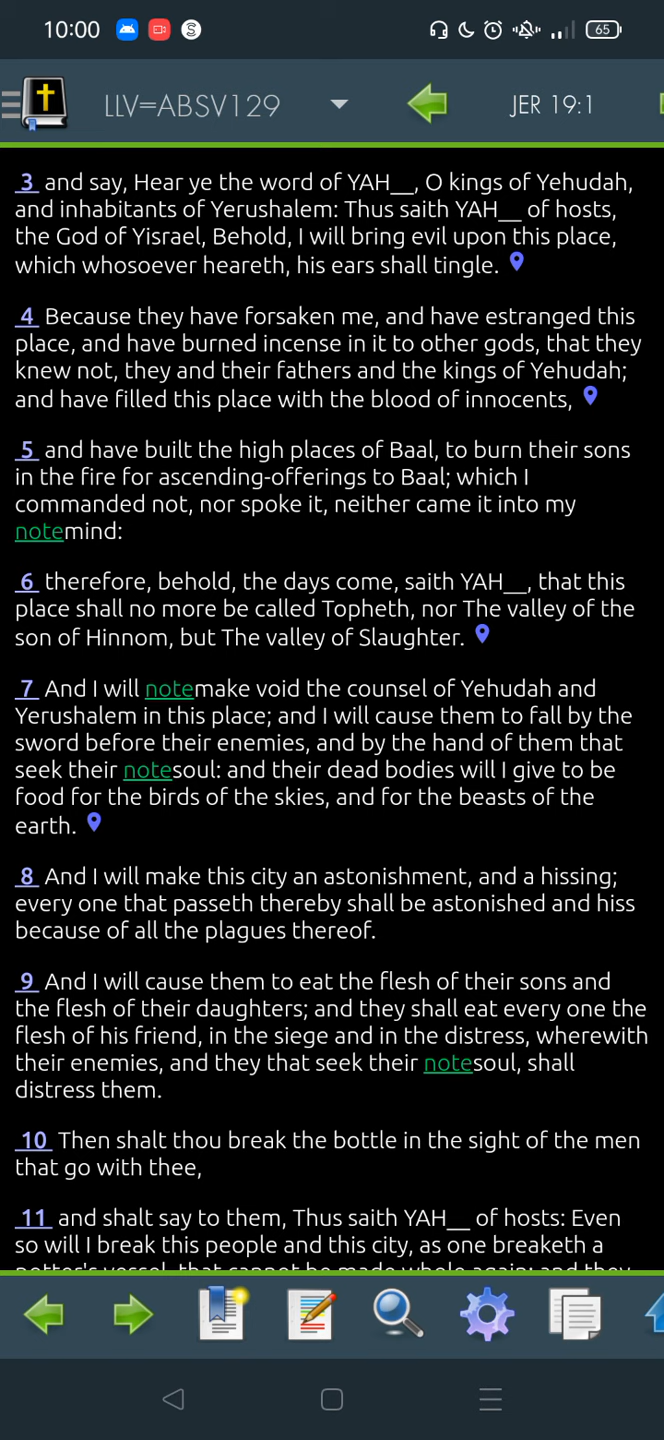 10:00
65
LLV=ABSV129
JER 19:1
3 and say, Hear ye the word of YAH__, O kings of Yehudah,
and inhabitants of Yerushalem: Thus saith YAH__ of hosts,
the God of Yisrael, Behold, I will bring evil upon this place,
which whosoever heareth, his ears shall tingle.
4 Because they have forsaken me, and have estranged this
place, and have burned incense in it to other gods, that they
knew not, they and their fathers and the kings of Yehudah;
and have filled this place with the blood of innocents,
5 and have built the high places of Baal, to burn their sons
in the fire for ascending-offerings to Baal; which I
commanded not, nor spoke it, neither came it into my
notemind:
6 therefore, behold, the days come, saith YAH__, that this
place shall no more be called Topheth, nor The valley of the
son of Hinnom, but The valley of Slaughter.
7 And I will notemake void the counsel of Yehudah and
Yerushalem in this place; and I will cause them to fall by the
sword before their enemies, and by the hand of them that
seek their notesoul: and their dead bodies will I give to be
food for the birds of the skies, and for the beasts of the
earth.
8 And I will make this city an astonishment, and a hissing;
every one that passeth thereby shall be astonished and hiss
because of all the plagues thereof.
9 And I will cause them to eat the flesh of their sons and
the flesh of their daughters; and they shall eat every one the
flesh of his friend, in the siege and in the distress, wherewith
their enemies, and they that seek their notesoul, shall
distress them.
10 Then shalt thou break the bottle in the sight of the men
that go with thee,
11 and shalt say to them, Thus saith YAH__ of hosts: Even
so will I break this people and this city, as one breaketh a
potter's vessel, that cannot be made whole again; and they